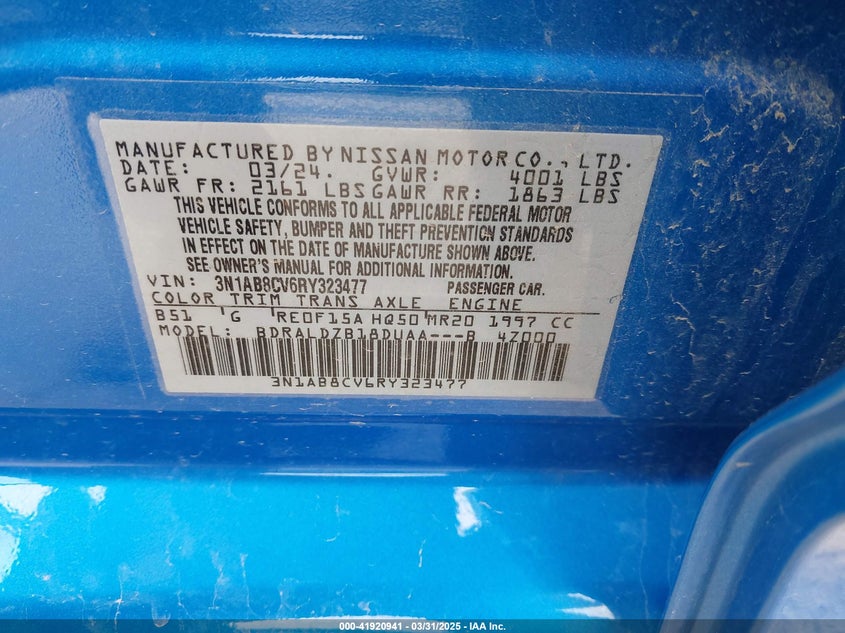 MANUFACTURED BY NISSAN MOTOR CO., LTD.
DATE: 03/24. GVWR: 4001 LBS
GAWR FR: 2161 LBS GAWR RR: 1863 LBS
THIS VEHICLE CONFORMS TO ALL APPLICABLE FEDERAL MOTOR
VEHICLE SAFETY, BUMPER AND THEFT PREVENTION STANDARDS
IN EFFECT ON THE DATE OF MANUFACTURE SHOWN ABOVE.
SEE OWNER'S MANUAL FOR ADDITIONAL INFORMATION.
VIN: 3N1AB8CV6RY323477 PASSENGER CAR.
COLOR TRIM TRANS AXLE ENGINE
B51 'G RE0F15A HQ50 MR20 1997 CC
MODEL: BDRALDZB18DUAA---B 4Z000
3N1AB8CV6RY323477
000-41920941 - 03/31/2025 - © IAA Inc.